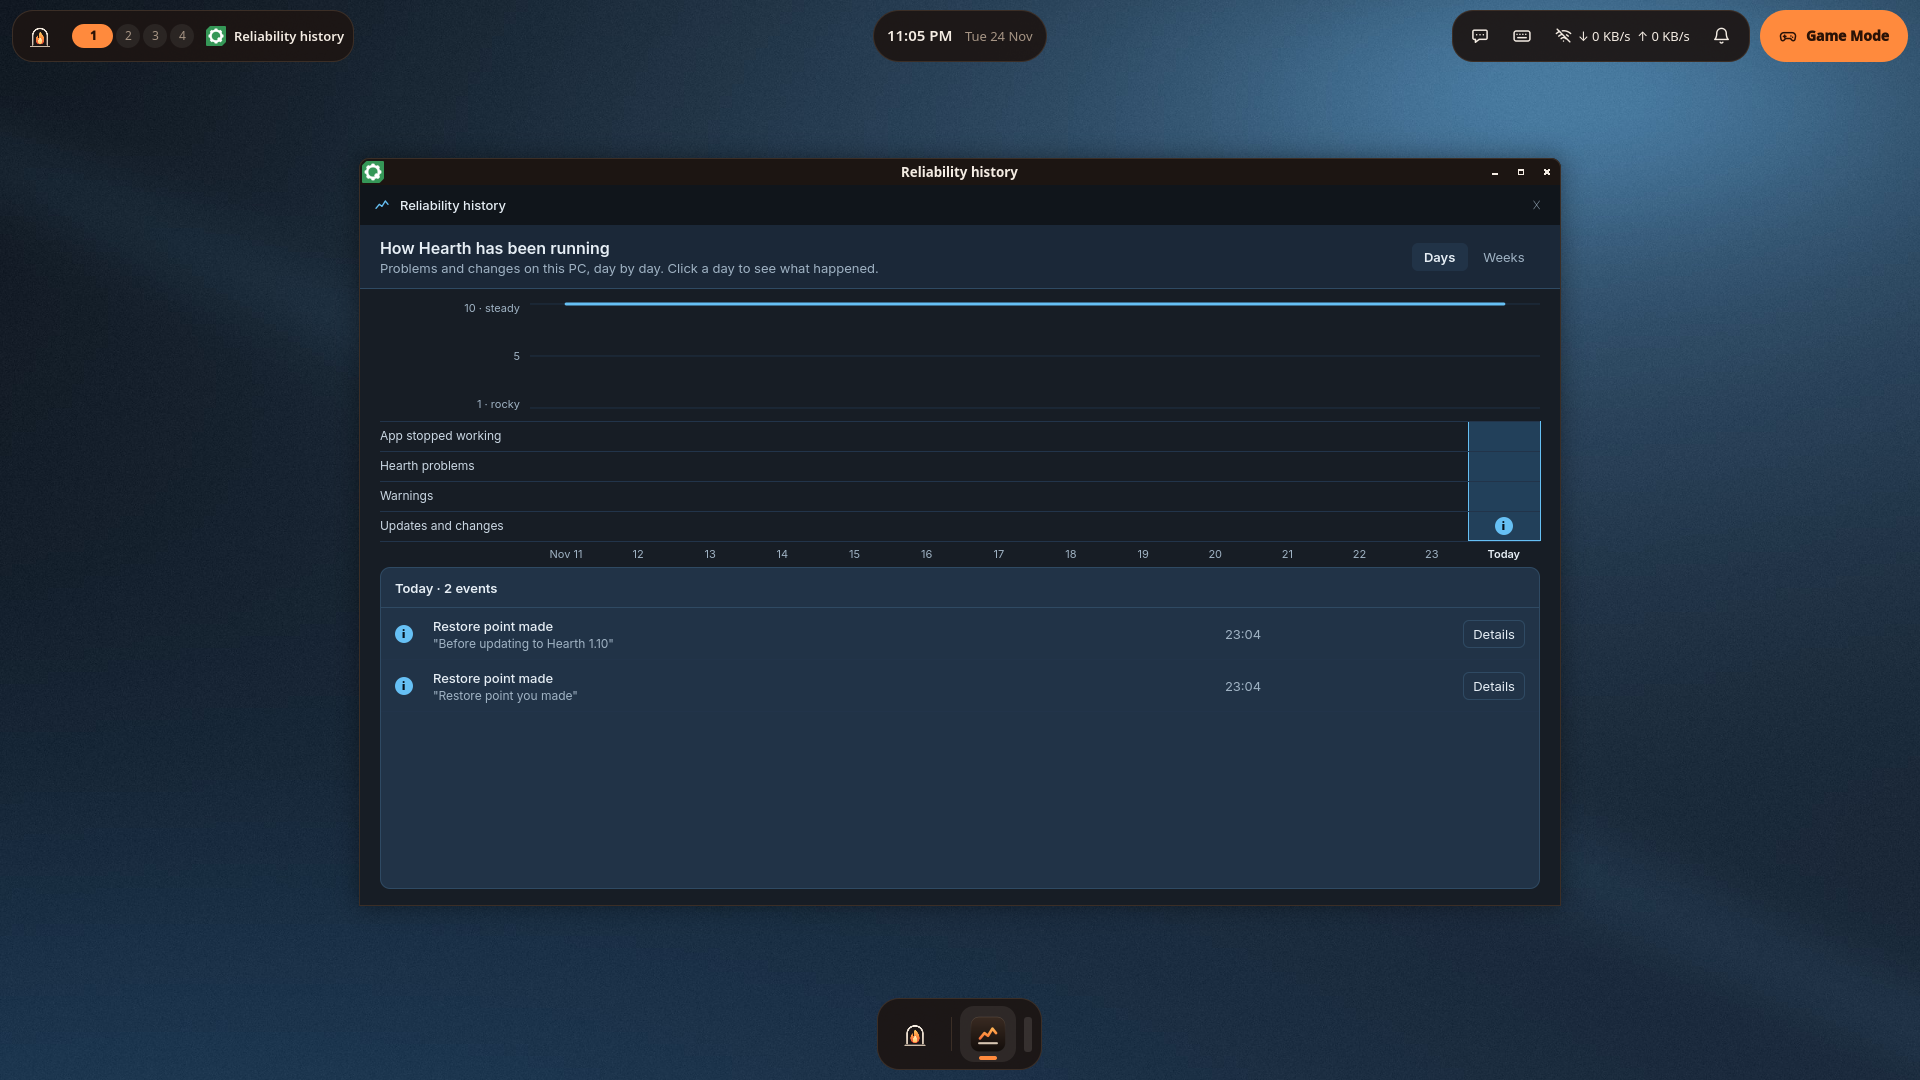 1 2 3 4 Reliability history
11:05 PM Tue 24 Nov
↓ 0 KB/s ↑ 0 KB/s
Game Mode
Reliability history
Reliability history
X
How Hearth has been running
Problems and changes on this PC, day by day. Click a day to see what happened.
Days Weeks
10 · steady
5
1 · rocky
App stopped working
Hearth problems
Warnings
Updates and changes
Nov 11 12 13 14 15 16 17 18 19 20 21 22 23 Today
Today · 2 events
Restore point made
"Before updating to Hearth 1.10"
23:04
Details
Restore point made
"Restore point you made"
23:04
Details